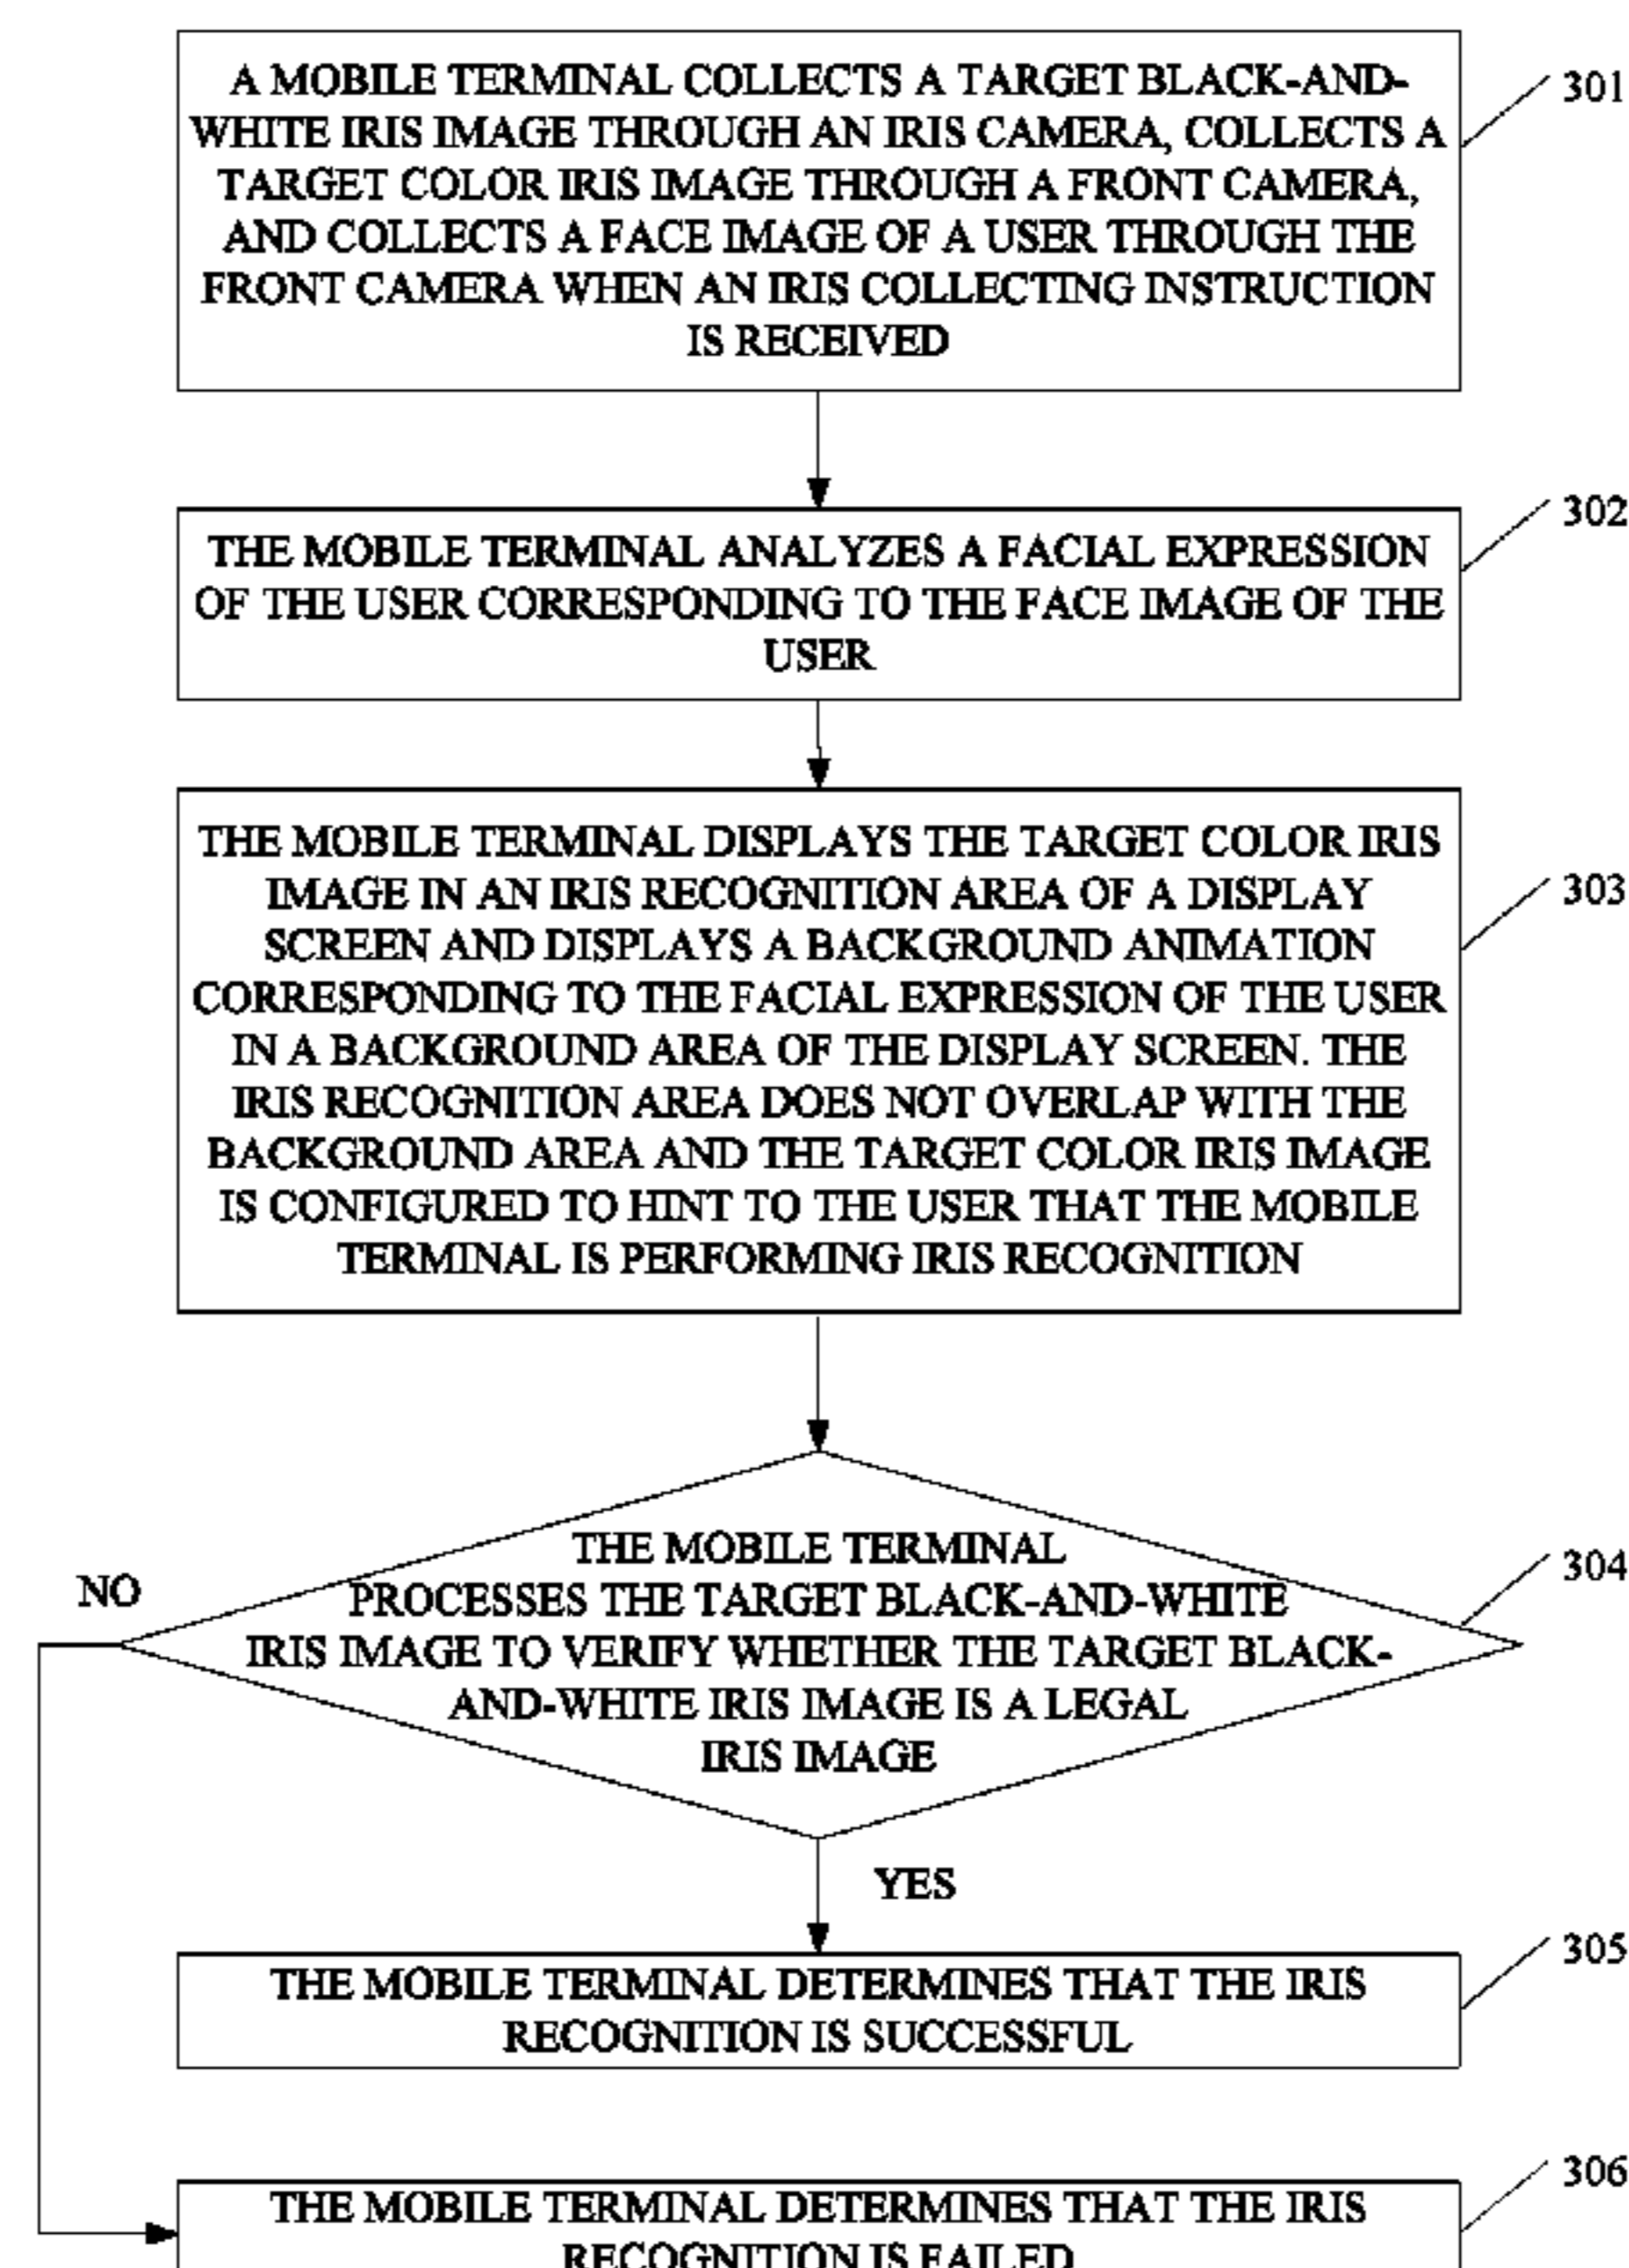 A MOBILE TERMINAL COLLECTS A TARGET BLACK-AND-
WHITE IRIS IMAGE THROUGH AN IRIS CAMERA, COLLECTS A
TARGET COLOR IRIS IMAGE THROUGH A FRONT CAMERA,
AND COLLECTS A FACE IMAGE OF A USER THROUGH THE
FRONT CAMERA WHEN AN IRIS COLLECTING INSTRUCTION
IS RECEIVED
301
THE MOBILE TERMINAL ANALYZES A FACIAL EXPRESSION
OF THE USER CORRESPONDING TO THE FACE IMAGE OF THE
USER
302
THE MOBILE TERMINAL DISPLAYS THE TARGET COLOR IRIS
IMAGE IN AN IRIS RECOGNITION AREA OF A DISPLAY
SCREEN AND DISPLAYS A BACKGROUND ANIMATION
CORRESPONDING TO THE FACIAL EXPRESSION OF THE USER
IN A BACKGROUND AREA OF THE DISPLAY SCREEN. THE
IRIS RECOGNITION AREA DOES NOT OVERLAP WITH THE
BACKGROUND AREA AND THE TARGET COLOR IRIS IMAGE
IS CONFIGURED TO HINT TO THE USER THAT THE MOBILE
TERMINAL IS PERFORMING IRIS RECOGNITION
303
THE MOBILE TERMINAL
PROCESSES THE TARGET BLACK-AND-WHITE
IRIS IMAGE TO VERIFY WHETHER THE TARGET BLACK-
AND-WHITE IRIS IMAGE IS A LEGAL
IRIS IMAGE
304
NO
YES
THE MOBILE TERMINAL DETERMINES THAT THE IRIS
RECOGNITION IS SUCCESSFUL
305
THE MOBILE TERMINAL DETERMINES THAT THE IRIS
RECOGNITION IS FAILED
306